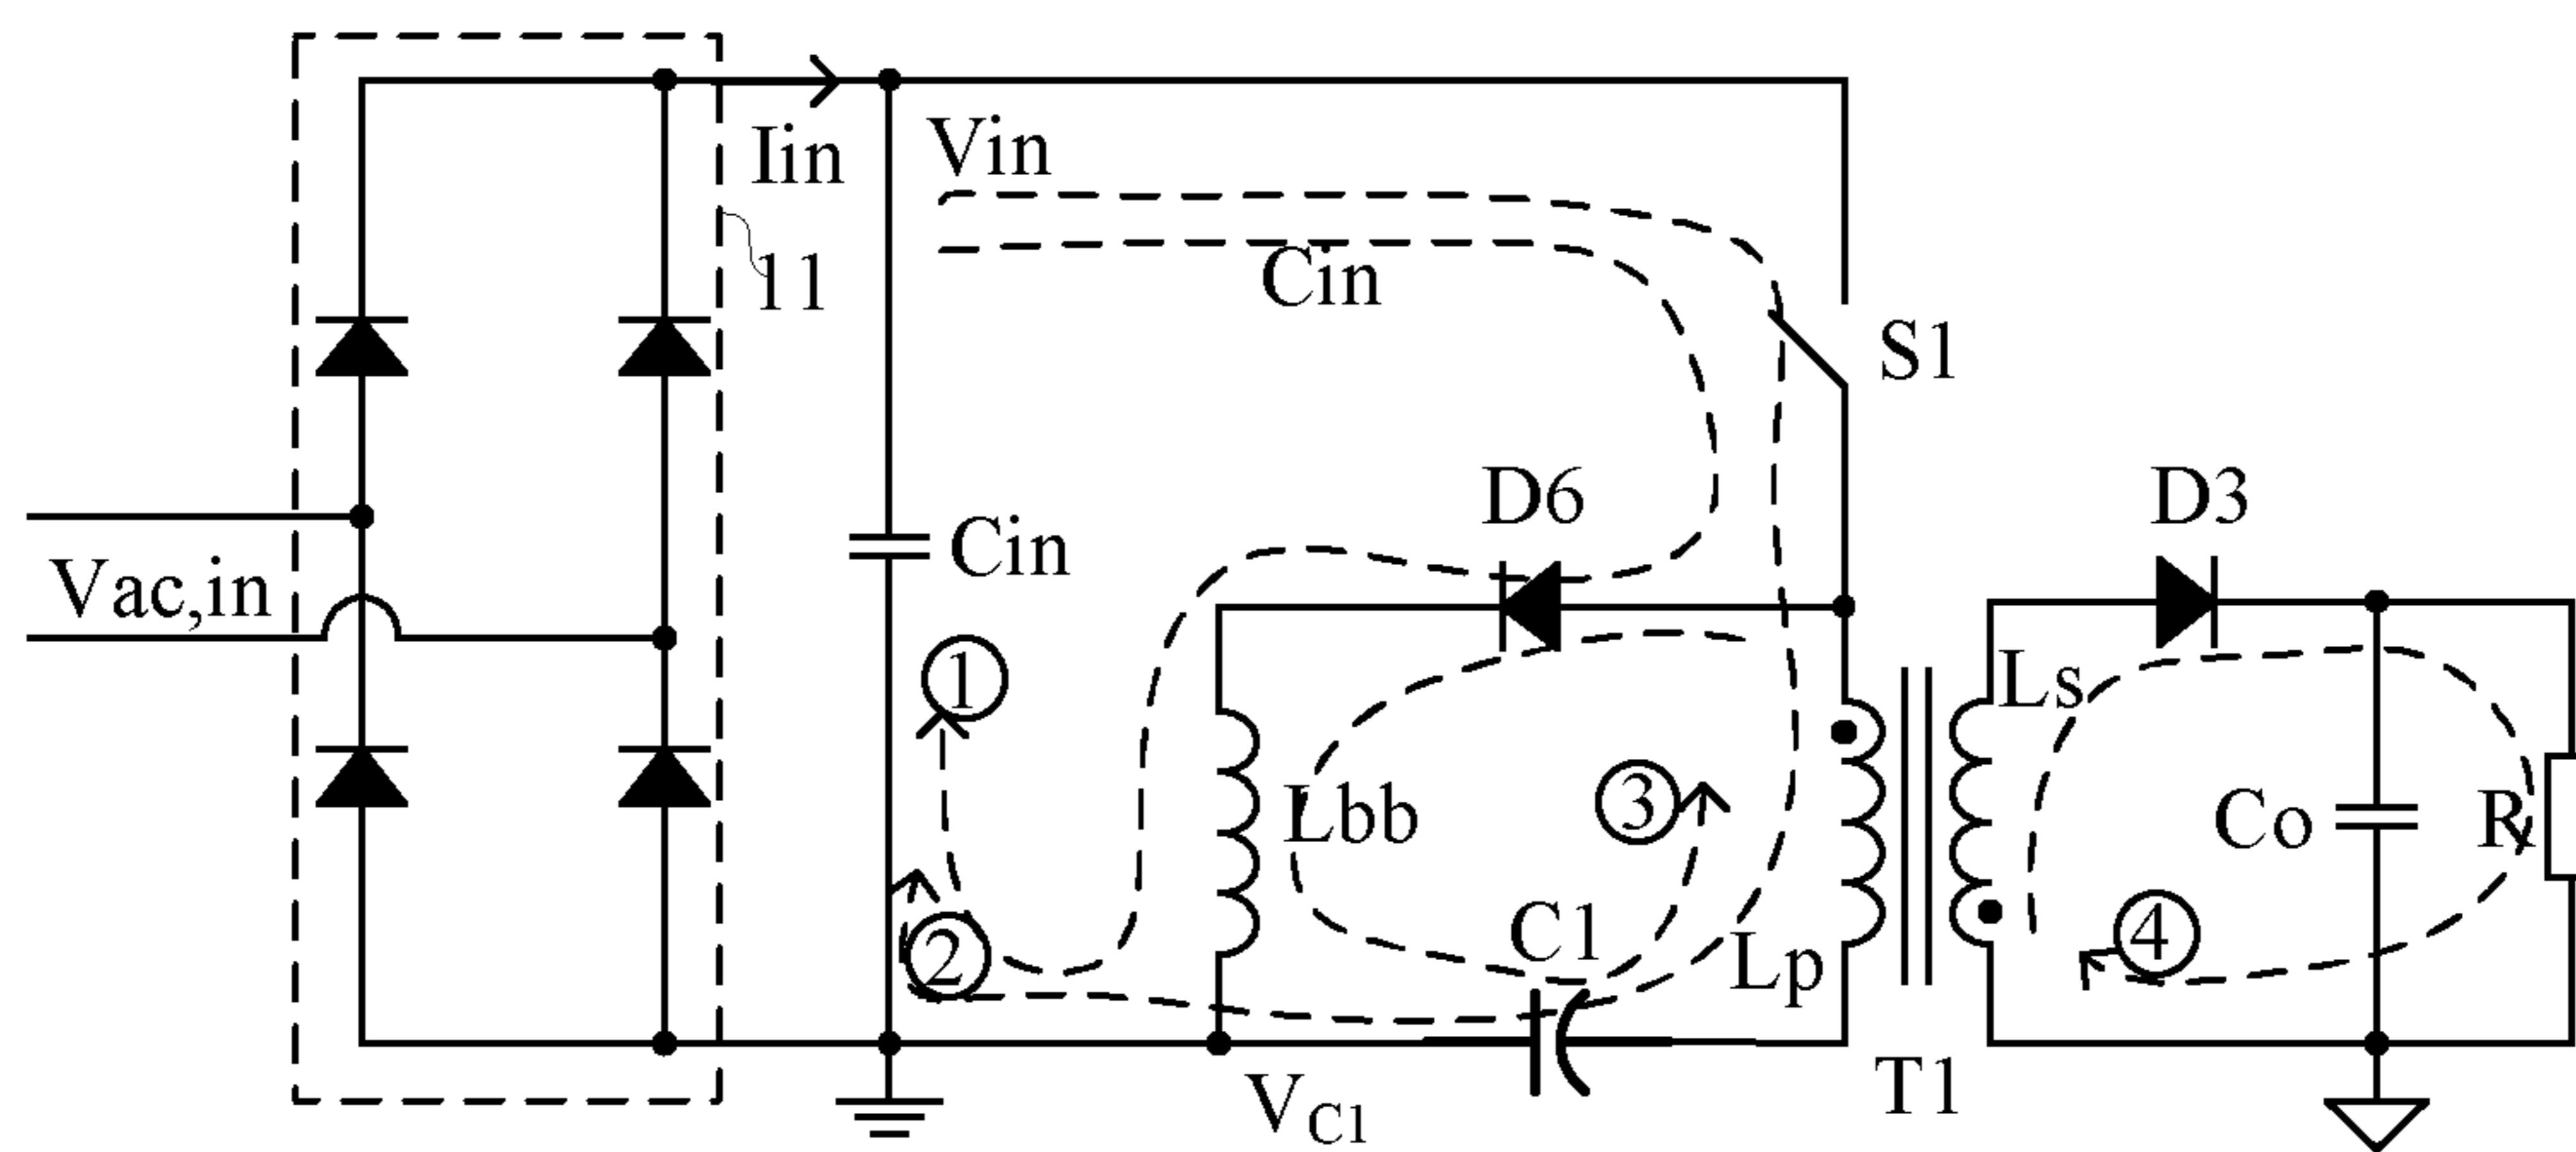 Iin
Vin
11
Cin
S1
D6
D3
Cin
Vac,in
1
Ls
3
Lbb
Co
R
2
C1
Lp
4
VC1
T1